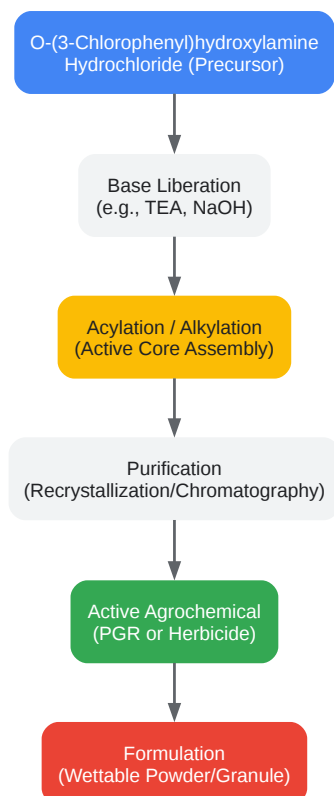 O-(3-Chlorophenyl)hydroxylamine
Hydrochloride (Precursor)
Base Liberation
(e.g., TEA, NaOH)
Acylation / Alkylation
(Active Core Assembly)
Purification
(Recrystallization/Chromatography)
Active Agrochemical
(PGR or Herbicide)
Formulation
(Wettable Powder/Granule)